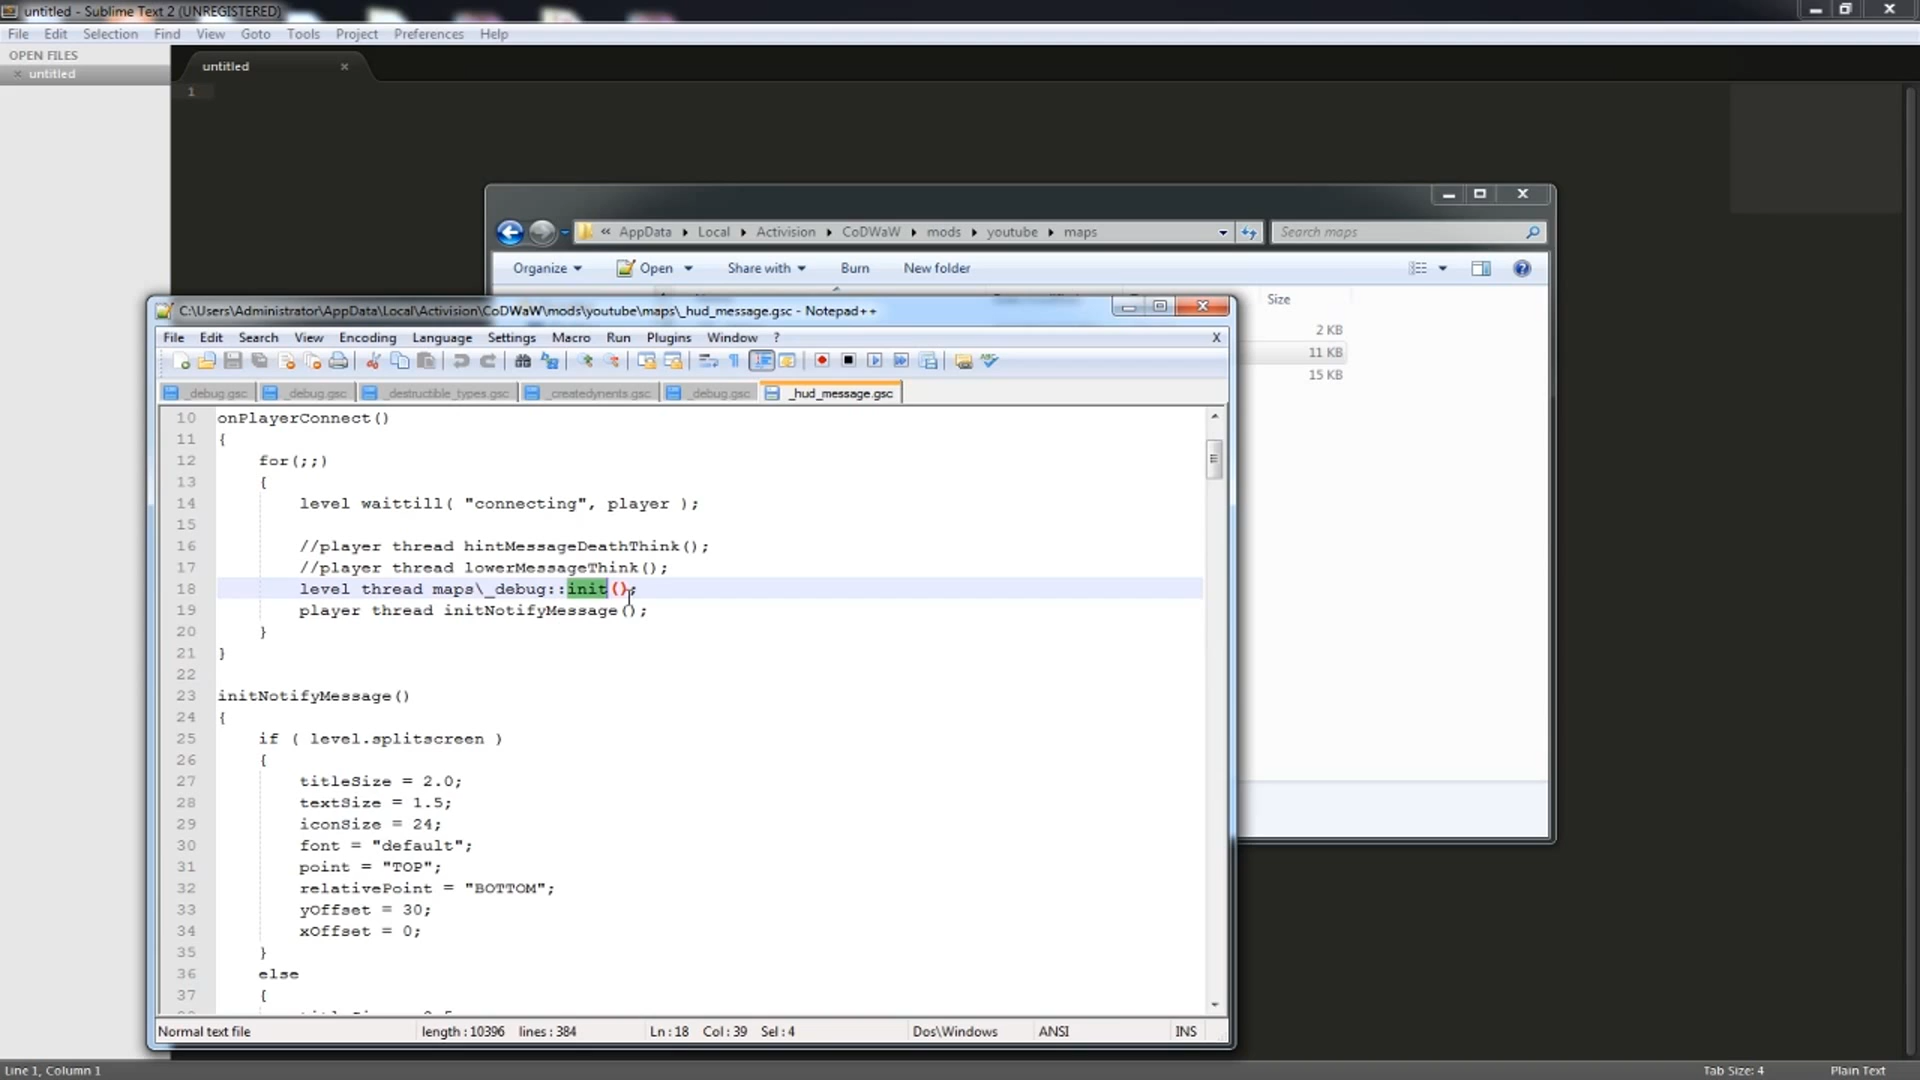 untitled - Sublime Text 2 (UNREGISTERED)
File Edit Selection Find View Goto Tools Project Preferences Help
OPEN FILES
untitled
untitled
1
« AppData Local Activision CoDWaW mods youtube maps
Search maps
Organize Open Share with Burn New folder
Size
2 KB
11 KB
15 KB
C:\Users\Administrator\AppData\Local\Activision\CoDWaW\mods\youtube\maps\_hud_message.gsc - Notepad++
File Edit Search View Encoding Language Settings Macro Run Plugins Window ? X
_debug.gsc _debug.gsc _destructible_types.gsc _createdynents.gsc _debug.gsc _hud_message.gsc
10 onPlayerConnect()
11 {
12 for(;;)
13 {
14 level waittill( "connecting", player );
15
16 //player thread hintMessageDeathThink();
17 //player thread lowerMessageThink();
18 level thread maps\_debug::init();
19 player thread initNotifyMessage();
20 }
21 }
22
23 initNotifyMessage()
24 {
25 if ( level.splitscreen )
26 {
27 titleSize = 2.0;
28 textSize = 1.5;
29 iconSize = 24;
30 font = "default";
31 point = "TOP";
32 relativePoint = "BOTTOM";
33 yOffset = 30;
34 xOffset = 0;
35 }
36 else
37 {
Normal text file length : 10396 lines : 384 Ln : 18 Col : 39 Sel : 4 Dos\Windows ANSI INS
Line 1, Column 1 Tab Size: 4 Plain Text